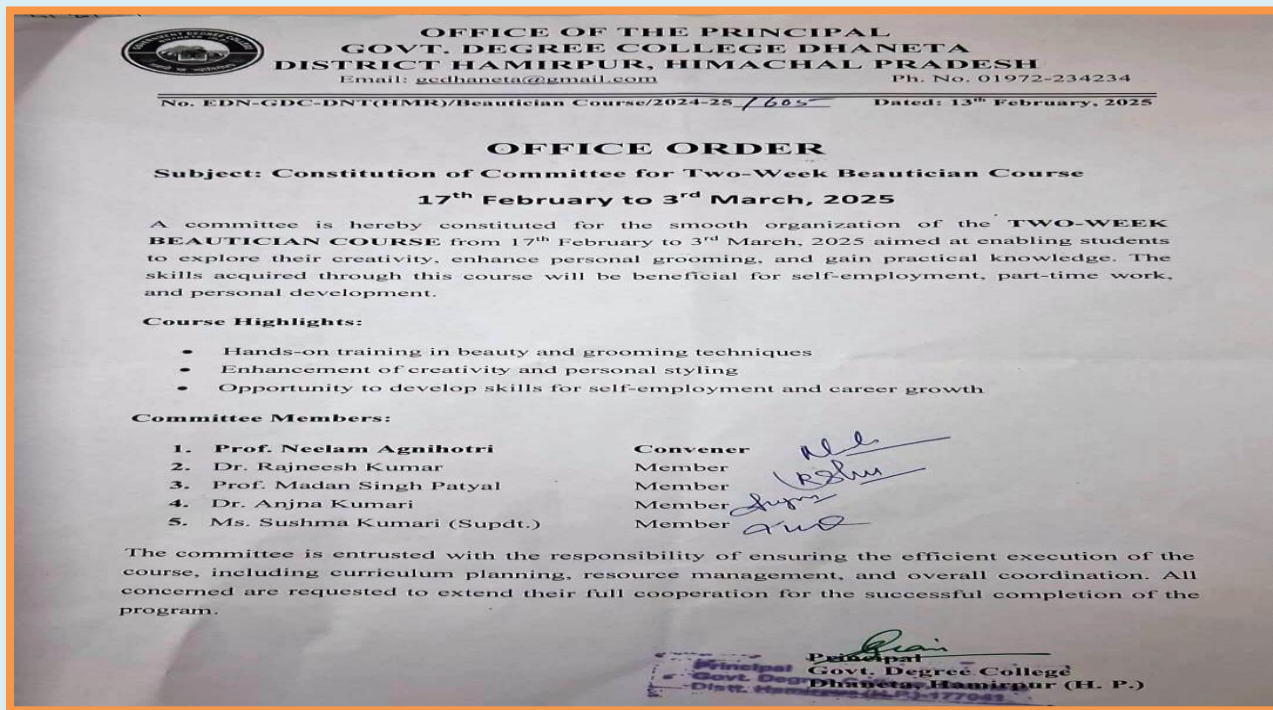 OFFICE OF THE PRINCIPAL
GOVT. DEGREE COLLEGE DHANETA
DISTRICT HAMIRPUR, HIMACHAL PRADESH
Email: gcdhaneta@gmail.com Ph. No. 01972-234234
No. EDN-GDC-DNT(HMR)/Beautician Course/2024-25/1605 Dated: 13th February, 2025
OFFICE ORDER
Subject: Constitution of Committee for Two-Week Beautician Course
17th February to 3rd March, 2025
A committee is hereby constituted for the smooth organization of the TWO-WEEK
BEAUTICIAN COURSE from 17th February to 3rd March, 2025 aimed at enabling students
to explore their creativity, enhance personal grooming, and gain practical knowledge. The
skills acquired through this course will be beneficial for self-employment, part-time work,
and personal development.
Course Highlights:
• Hands-on training in beauty and grooming techniques
• Enhancement of creativity and personal styling
• Opportunity to develop skills for self-employment and career growth
Committee Members:
1. Prof. Neelam Agnihotri Convener
2. Dr. Rajneesh Kumar Member
3. Prof. Madan Singh Patyal Member
4. Dr. Anjna Kumari Member
5. Ms. Sushma Kumari (Supdt.) Member
The committee is entrusted with the responsibility of ensuring the efficient execution of the
course, including curriculum planning, resource management, and overall coordination. All
concerned are requested to extend their full cooperation for the successful completion of the
program.
Principal
Govt. Degree College
Dhaneta, Hamirpur (H. P.)
Principal
Govt. Degree
Distt. Hamirpur (H.P.)-177041